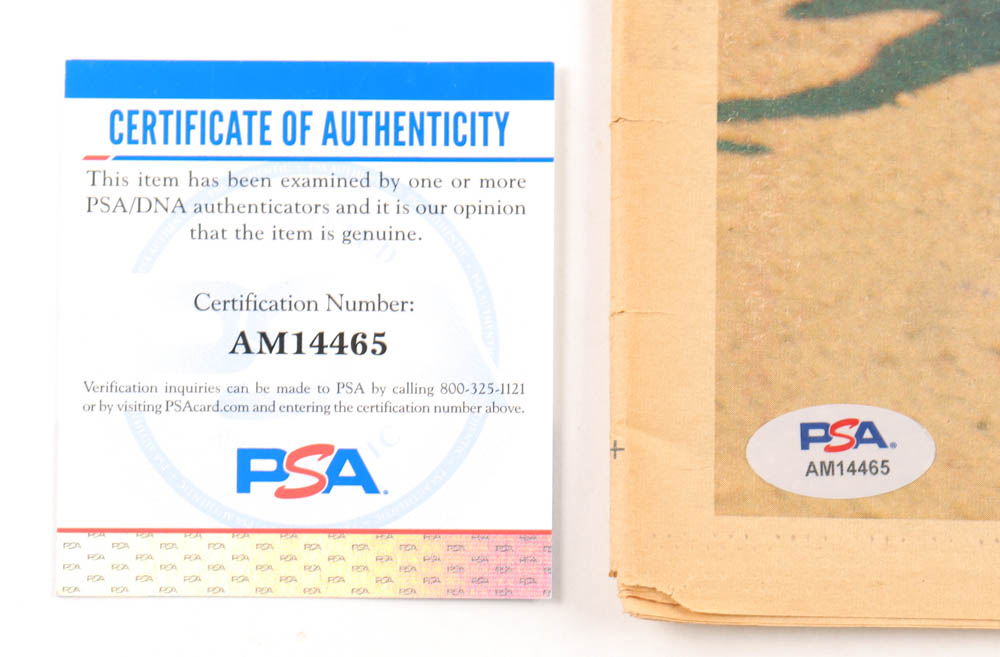 CERTIFICATE OF AUTHENTICITY
This item has been examined by one or more
PSA/DNA authenticators and it is our opinion
that the item is genuine.
Certification Number:
AM14465
Verification inquiries can be made to PSA by calling 800-325-1121
or by visiting PSAcard.com and entering the certification number above.
PSA
PSA
AM14465